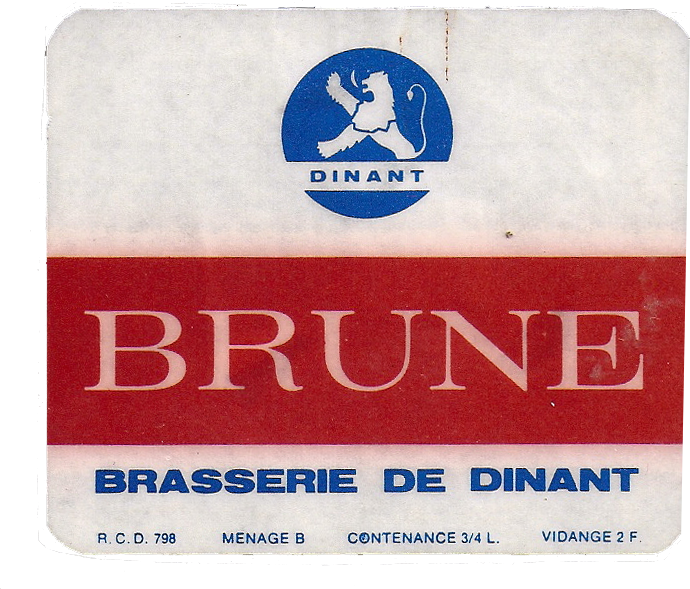 DINANT
BRUNE
BRASSERIE DE DINANT
R. C. D. 798 MENAGE B CONTENANCE 3/4 L. VIDANGE 2 F.